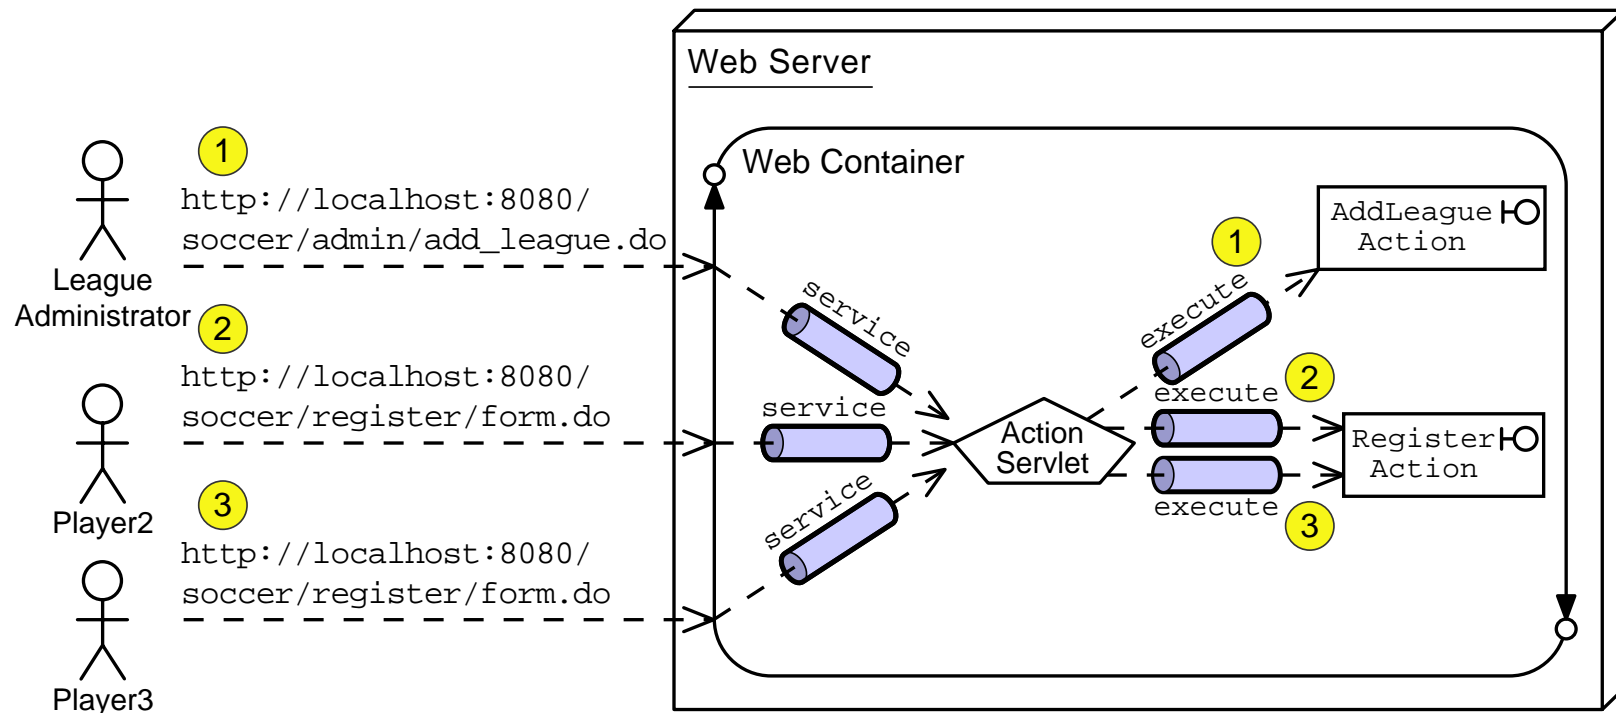 Web Server
Web Container
1
http://localhost:8080/
soccer/admin/add_league.do
League
Administrator
2
http://localhost:8080/
soccer/register/form.do
Player2
3
http://localhost:8080/
soccer/register/form.do
Player3
service
service
service
Action
Servlet
1
execute
AddLeague
Action
2
execute
Register
Action
execute
3